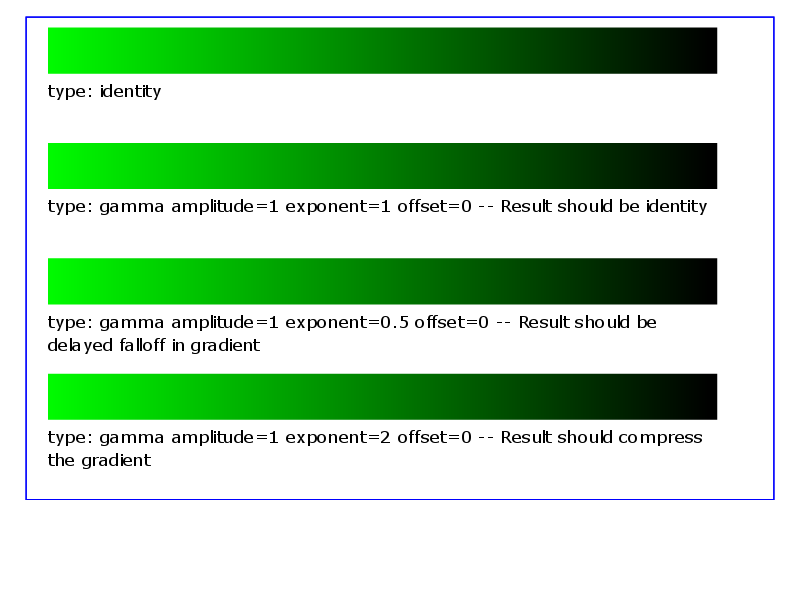 type: identity
type: gamma amplitude=1 exponent=1 offset=0 -- Result should be identity
type: gamma amplitude=1 exponent=0.5 offset=0 -- Result should be
delayed falloff in gradient
type: gamma amplitude=1 exponent=2 offset=0 -- Result should compress
the gradient